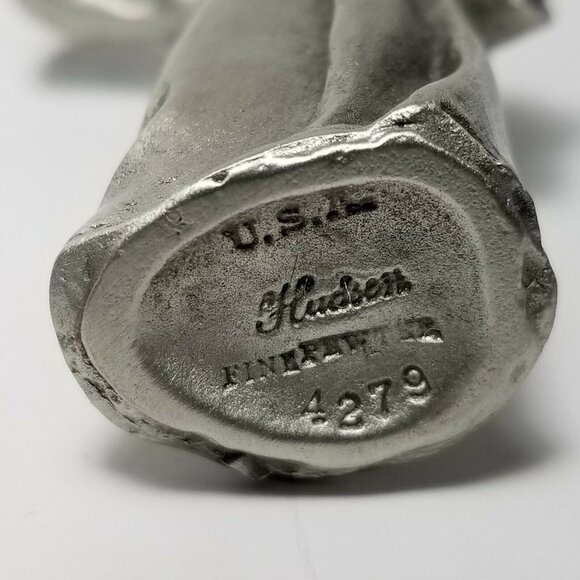 U.S.A.
Hudson
FINE PEWTER
4279